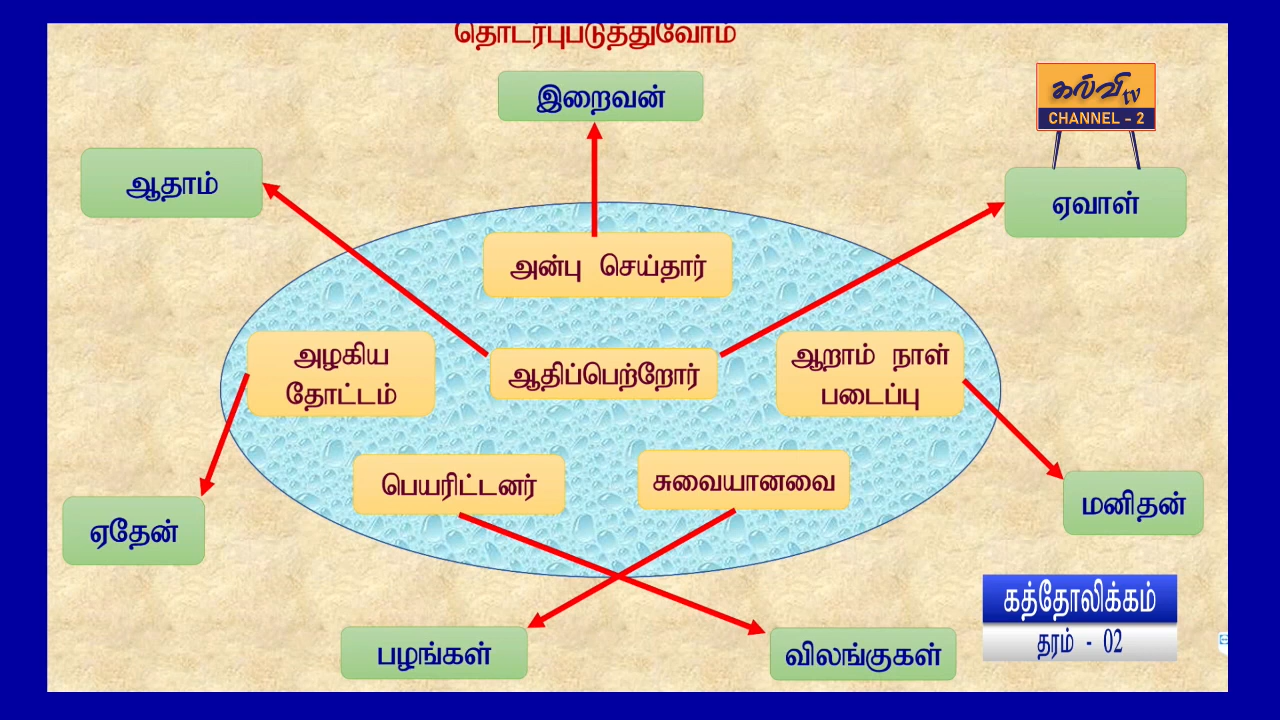 தொடர்புபடுத்துவோம்
இறைவன்
கல்வி tv
CHANNEL - 2
ஆதாம்
ஏவாள்
அன்பு செய்தார்
அழகிய
தோட்டம்
ஆதிப்பெற்றோர்
ஆறாம் நாள்
படைப்பு
பெயரிட்டனர்
சுவையானவை
மனிதன்
ஏதேன்
கத்தோலிக்கம்
தரம் - 02
பழங்கள்
விலங்குகள்